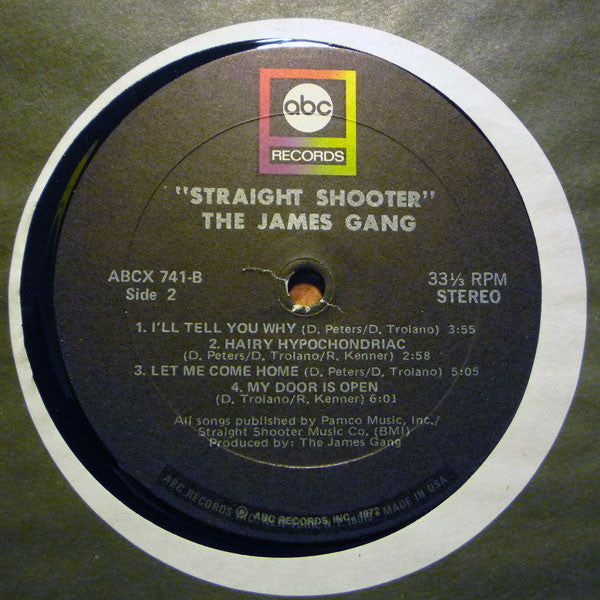 abc
RECORDS
"STRAIGHT SHOOTER"
THE JAMES GANG
ABCX 741-B
Side 2
33⅓ RPM
STEREO
1. I'LL TELL YOU WHY (D. Peters/D. Troiano) 3:55
2. HAIRY HYPOCHONDRIAC
(D. Peters/D. Troiano/R. Kenner) 2:58
3. LET ME COME HOME (D. Peters/D. Troiano) 5:05
4. MY DOOR IS OPEN
(D. Troiano/R. Kenner) 6:01
All songs published by Pamco Music, Inc./
Straight Shooter Music Co. (BMI)
Produced by: The James Gang
℗ ABC RECORDS, INC. 1972
ABC RECORDS MADE IN USA